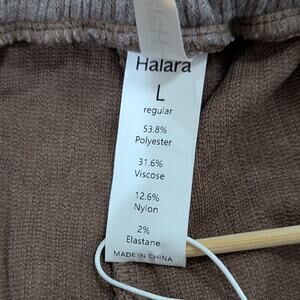 Halara
L
regular
53.8%
Polyester
31.6%
Viscose
12.6%
Nylon
2%
Elastane
MADE IN CHINA